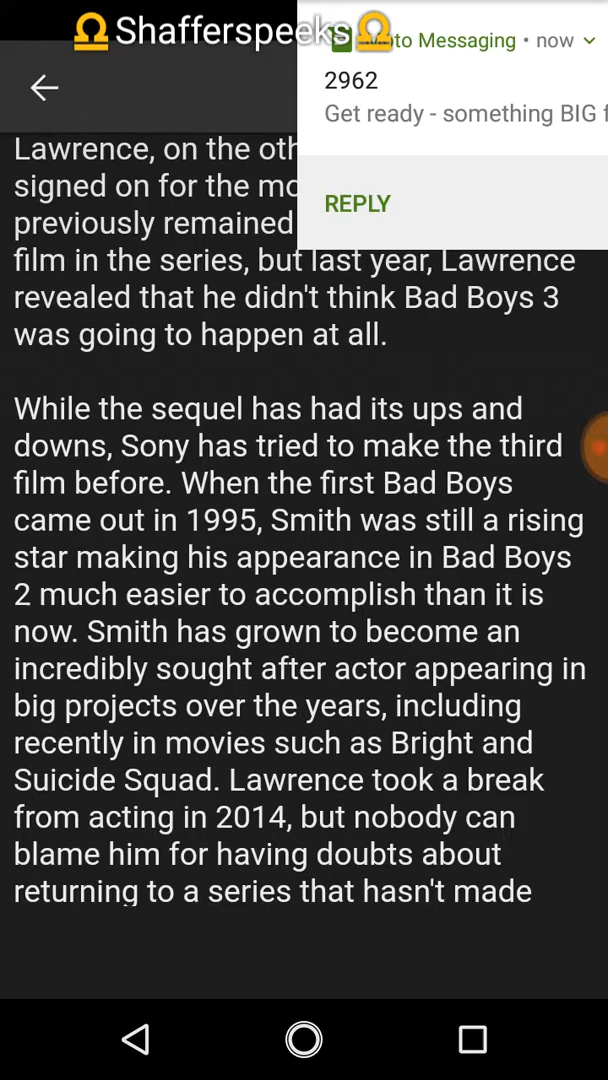 Shafferspeeks
Messaging • now
2962
Get ready - something BIG
REPLY
Lawrence, on the
signed on for the
previously remained
film in the series, but last year, Lawrence
revealed that he didn't think Bad Boys 3
was going to happen at all.
While the sequel has had its ups and
downs, Sony has tried to make the third
film before. When the first Bad Boys
came out in 1995, Smith was still a rising
star making his appearance in Bad Boys
2 much easier to accomplish than it is
now. Smith has grown to become an
incredibly sought after actor appearing in
big projects over the years, including
recently in movies such as Bright and
Suicide Squad. Lawrence took a break
from acting in 2014, but nobody can
blame him for having doubts about
returning to a series that hasn't made